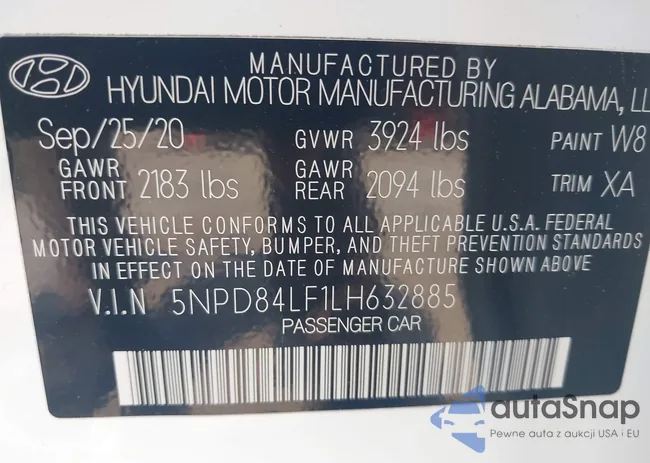 MANUFACTURED BY
HYUNDAI MOTOR MANUFACTURING ALABAMA, LL
Sep/25/20 GVWR 3924 lbs PAINT W8
GAWR FRONT 2183 lbs GAWR REAR 2094 lbs TRIM XA
THIS VEHICLE CONFORMS TO ALL APPLICABLE U.S.A. FEDERAL
MOTOR VEHICLE SAFETY, BUMPER, AND THEFT PREVENTION STANDARDS
IN EFFECT ON THE DATE OF MANUFACTURE SHOWN ABOVE
V.I.N 5NPD84LF1LH632885
PASSENGER CAR
autaSnap
Pewne auta z aukcji USA i EU